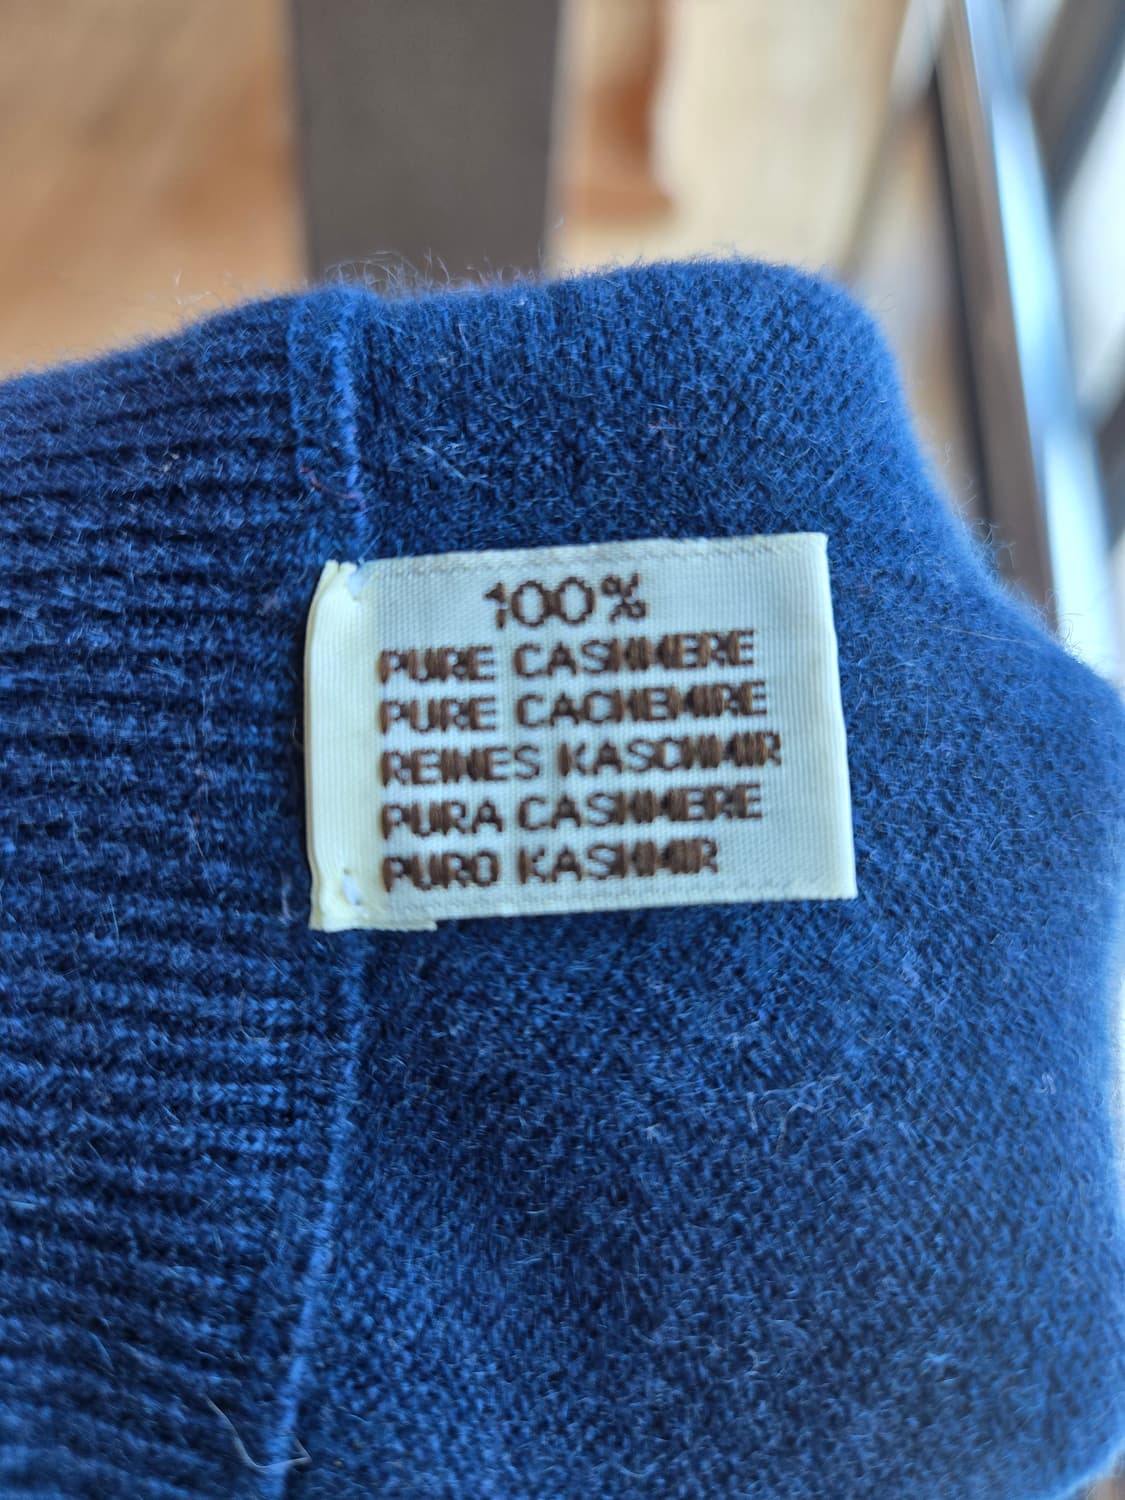 100%
PURE CASHMERE
PURE CACHEMIRE
REINES KASCHMIR
PURA CASHMERE
PURO KASHMIR